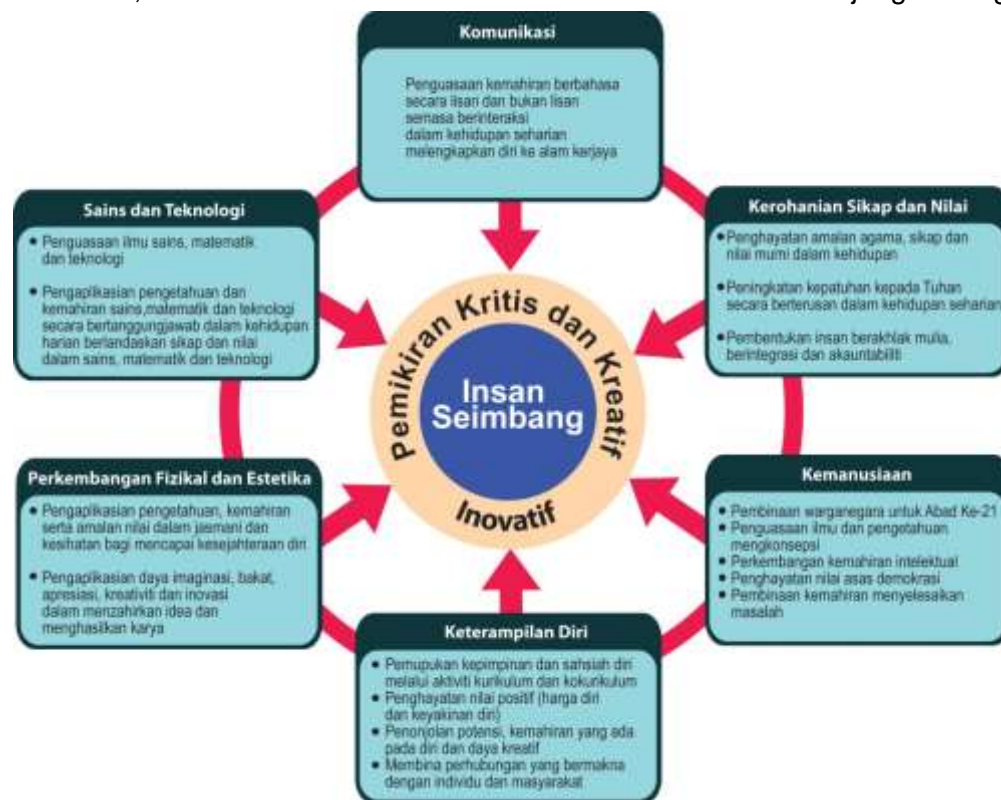 Komunikasi
Penguasaan kemahiran berbahasa
secara lisan dan bukan lisan
semasa berinteraksi
dalam kehidupan seharian
melengkapkan diri ke alam kerjaya
Sains dan Teknologi
• Penguasaan ilmu sains, matematik
dan teknologi
• Pengaplikasian pengetahuan dan
kemahiran sains,matematik dan teknologi
secara bertanggungjawab dalam kehidupan
harian berlandaskan sikap dan nilai
dalam sains, matematik dan teknologi
Kerohanian Sikap dan Nilai
• Penghayatan amalan agama, sikap dan
nilai murni dalam kehidupan
• Peningkatan kepatuhan kepada Tuhan
secara berterusan dalam kehidupan seharian
• Pembentukan insan berakhlak mulia,
berintegrasi dan akauntabiliti
Pemikiran Kritis dan Kreatif
Insan
Seimbang
Inovatif
Perkembangan Fizikal dan Estetika
• Pengaplikasian pengetahuan, kemahiran
serta amalan nilai dalam jasmani dan
kesihatan bagi mencapai kesejahteraan diri
• Pengaplikasian daya imaginasi, bakat,
apresiasi, kreativiti dan inovasi
dalam menzahirkan idea dan
menghasilkan karya
Kemanusiaan
• Pembinaan warganegara untuk Abad Ke-21
• Penguasaan ilmu dan pengetahuan
mengkonsepsi
• Perkembangan kemahiran intelektual
• Penghayatan nilai asas demokrasi
• Pembinaan kemahiran menyelesaikan
masalah
Keterampilan Diri
• Pemupukan kepimpinan dan sahsiah diri
melalui aktiviti kurikulum dan kokurikulum
• Penghayatan nilai positif (harga diri
dan keyakinan diri)
• Penonjolan potensi, kemahiran yang ada
pada diri dan daya kreatif
• Membina perhubungan yang bermakna
dengan individu dan masyarakat